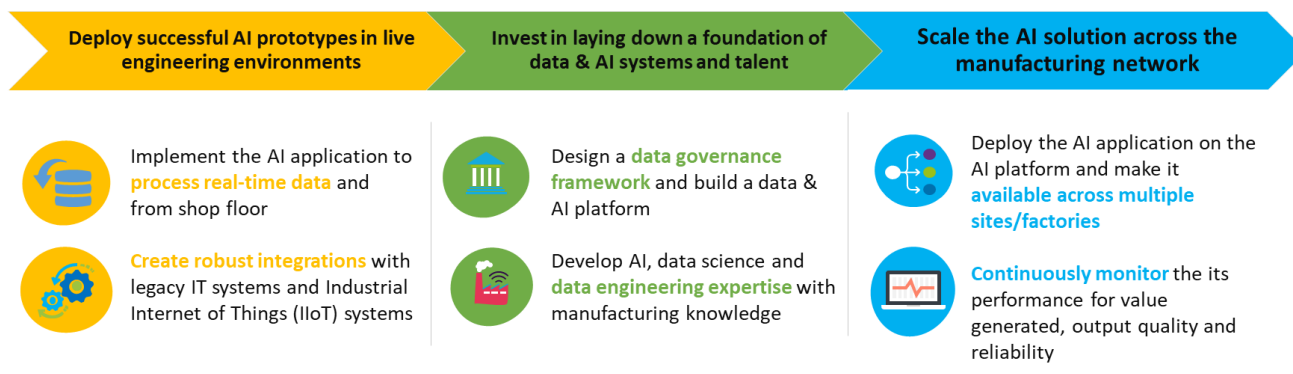 Deploy successful AI prototypes in live
engineering environments
Invest in laying down a foundation of
data & AI systems and talent
Scale the AI solution across the
manufacturing network
Implement the AI application to
process real-time data and
from shop floor
Create robust integrations with
legacy IT systems and Industrial
Internet of Things (IIoT) systems
Design a data governance
framework and build a data &
AI platform
Develop AI, data science and
data engineering expertise with
manufacturing knowledge
Deploy the AI application on the
AI platform and make it
available across multiple
sites/factories
Continuously monitor the its
performance for value
generated, output quality and
reliability